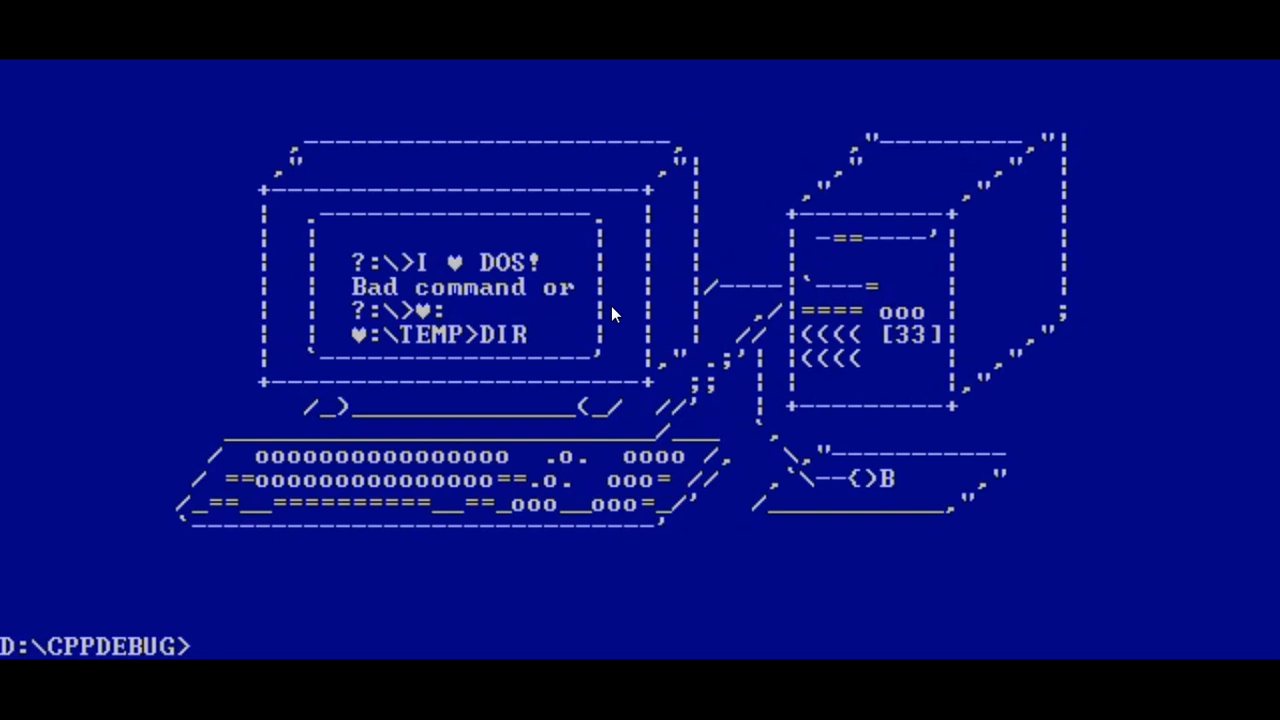 ?:\>I ♥ DOS!
Bad command or
?:\>♥:
♥:\TEMP>DIR
[33]
D:\CPPDEBUG>